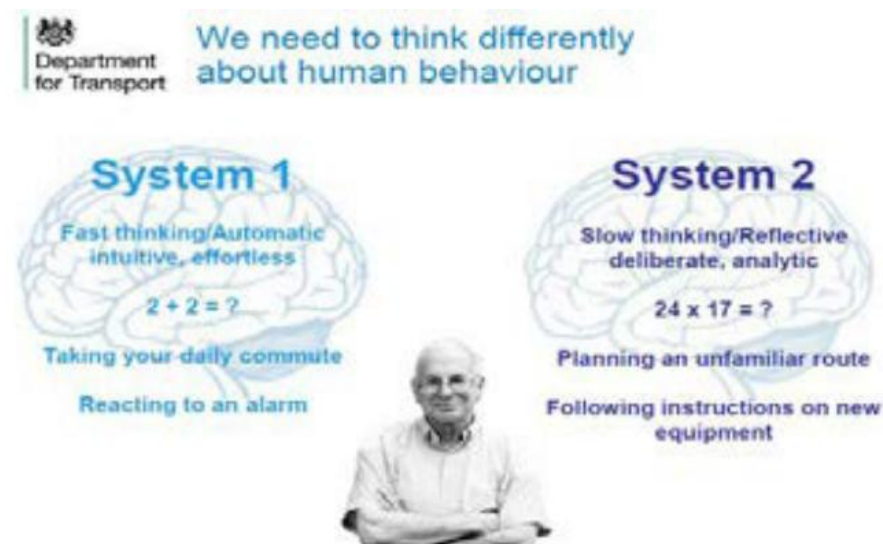 Department
for Transport
We need to think differently
about human behaviour
System 1
Fast thinking/Automatic
intuitive, effortless
2 + 2 = ?
Taking your daily commute
Reacting to an alarm
System 2
Slow thinking/Reflective
deliberate, analytic
24 x 17 = ?
Planning an unfamiliar route
Following instructions on new
equipment